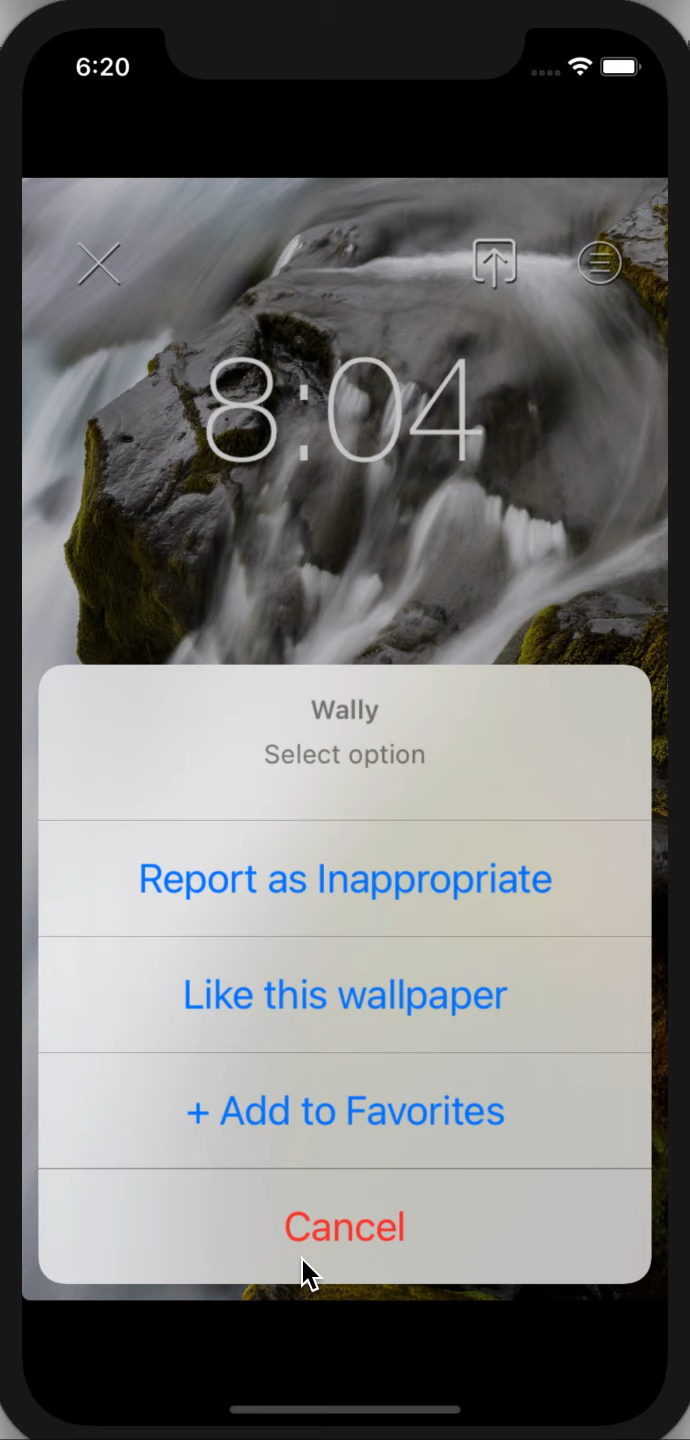 6:20
8:04
Wally
Select option
Report as Inappropriate
Like this wallpaper
+ Add to Favorites
Cancel